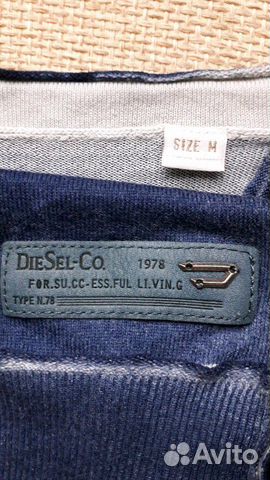 SIZE M
DIESEL-CO. 1978
FOR.SU.CC-ESS.FUL LI.VIN.G
TYPE N.78
Avito